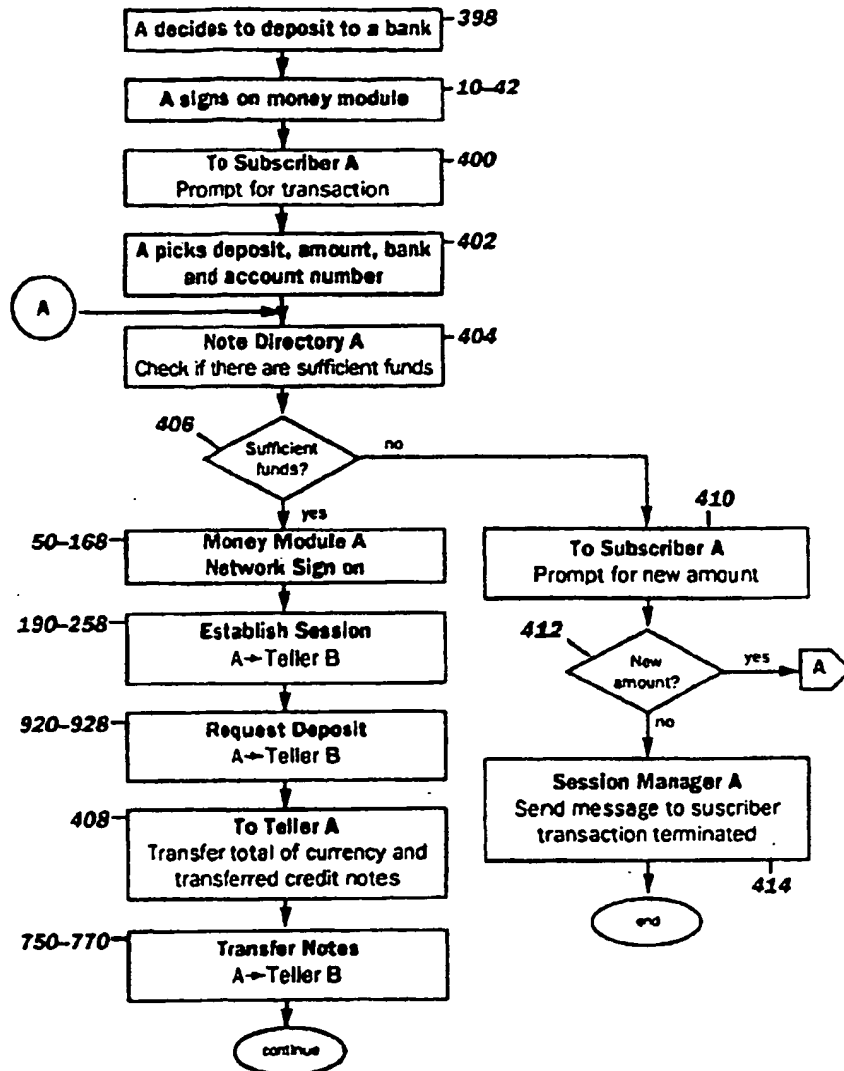 A decides to deposit to a bank
398
A signs on money module
10–42
To Subscriber A
Prompt for transaction
400
A picks deposit, amount, bank
and account number
402
A
Note Directory A
Check if there are sufficient funds
404
406
Sufficient
funds?
no
yes
50–168
Money Module A
Network Sign on
190–258
Establish Session
A→Teller B
920–928
Request Deposit
A→Teller B
408
To Teller A
Transfer total of currency and
transferred credit notes
750–770
Transfer Notes
A→Teller B
continue
410
To Subscriber A
Prompt for new amount
412
New
amount?
yes
A
no
Session Manager A
Send message to suscriber
transaction terminated
414
end